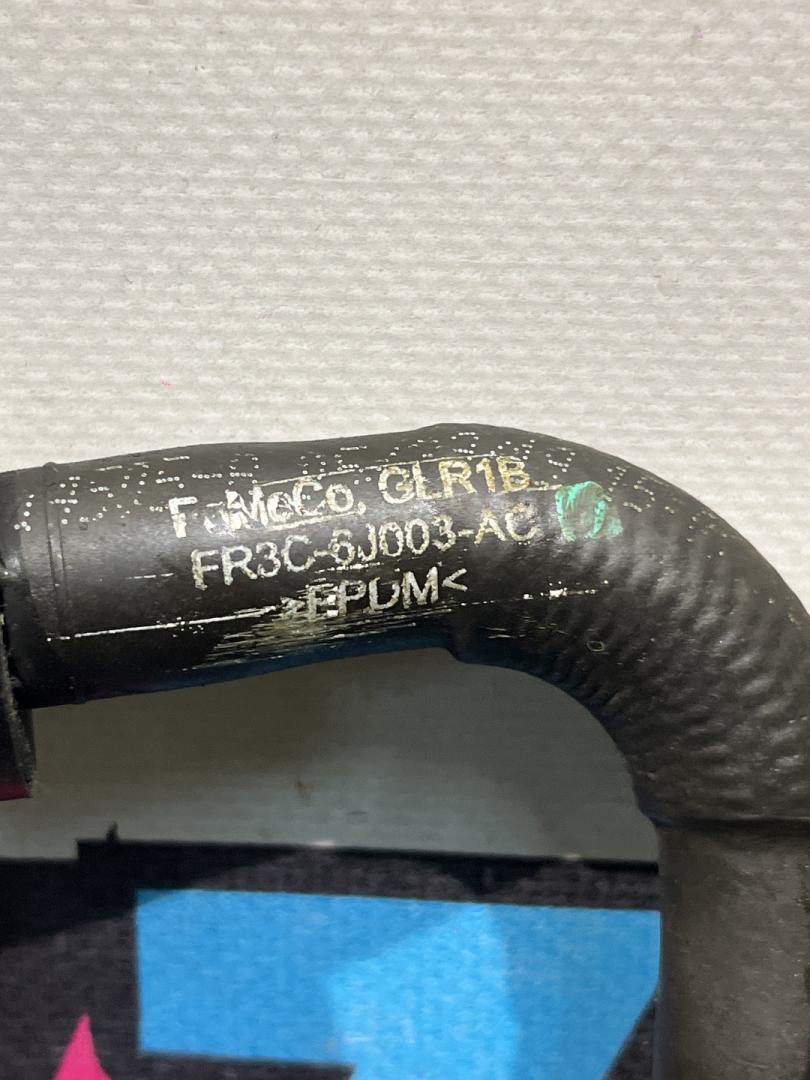 FoMoCo, GLR1B
FR3C-6J003-AC
>EPDM<